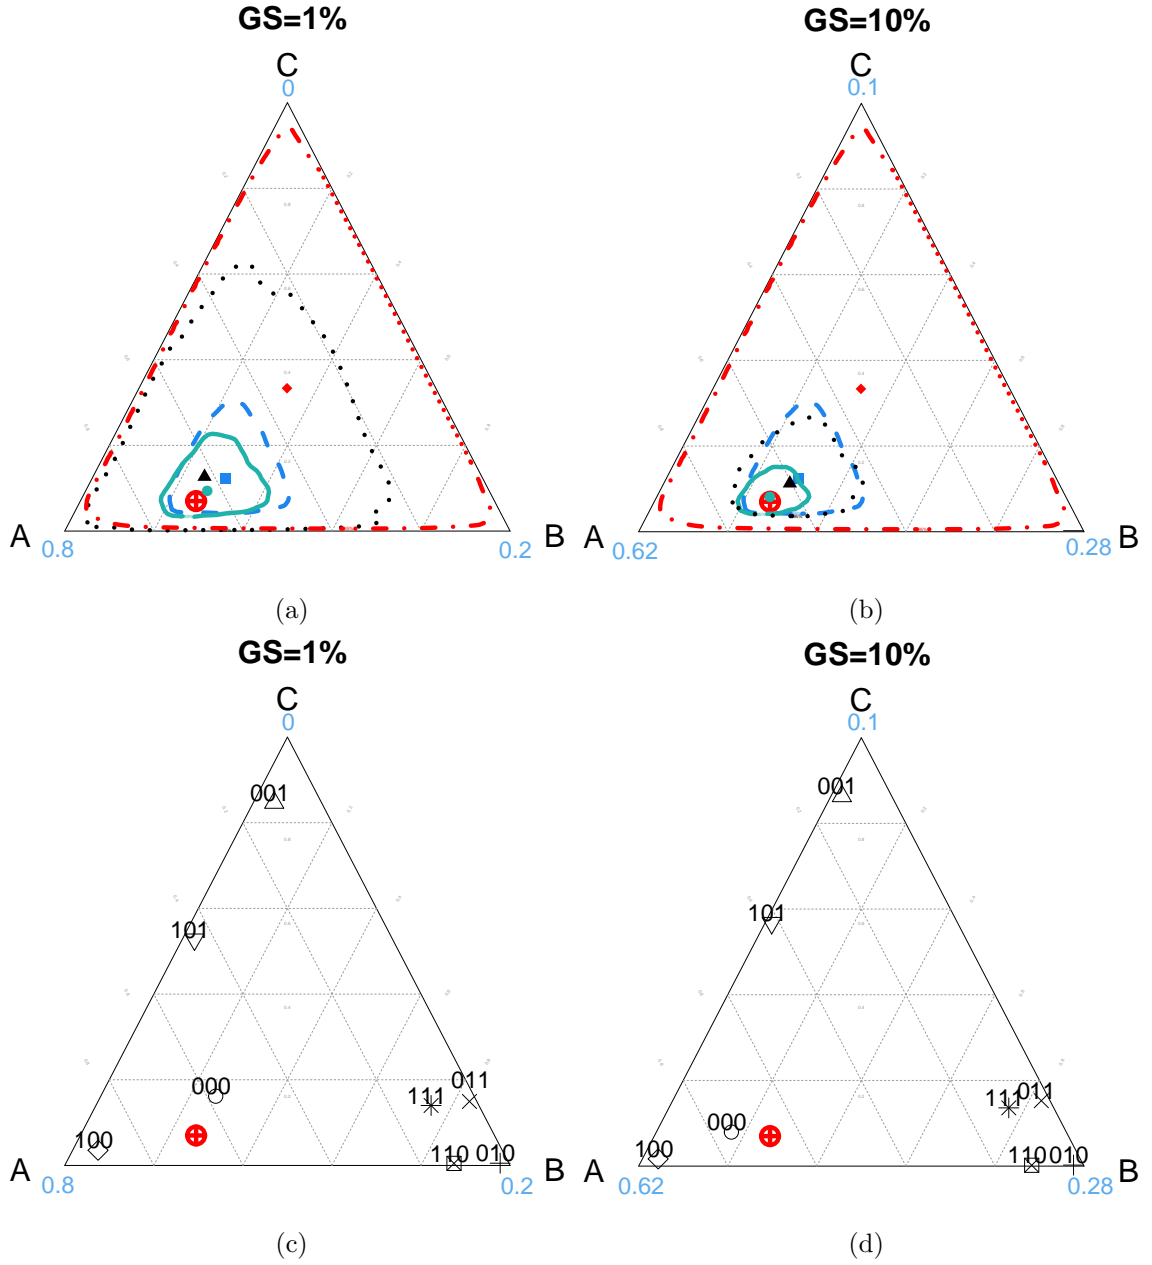 GS=1% GS=10%
C C
0 0.1
A B A B
0.8 0.2 0.62 0.28
(a) (b)
GS=1% GS=10%
C C
0 0.1
001 001
101 101
000 111 011 000 111 011
100 110 010 100 110 010
A B A B
0.8 0.2 0.62 0.28
(c) (d)